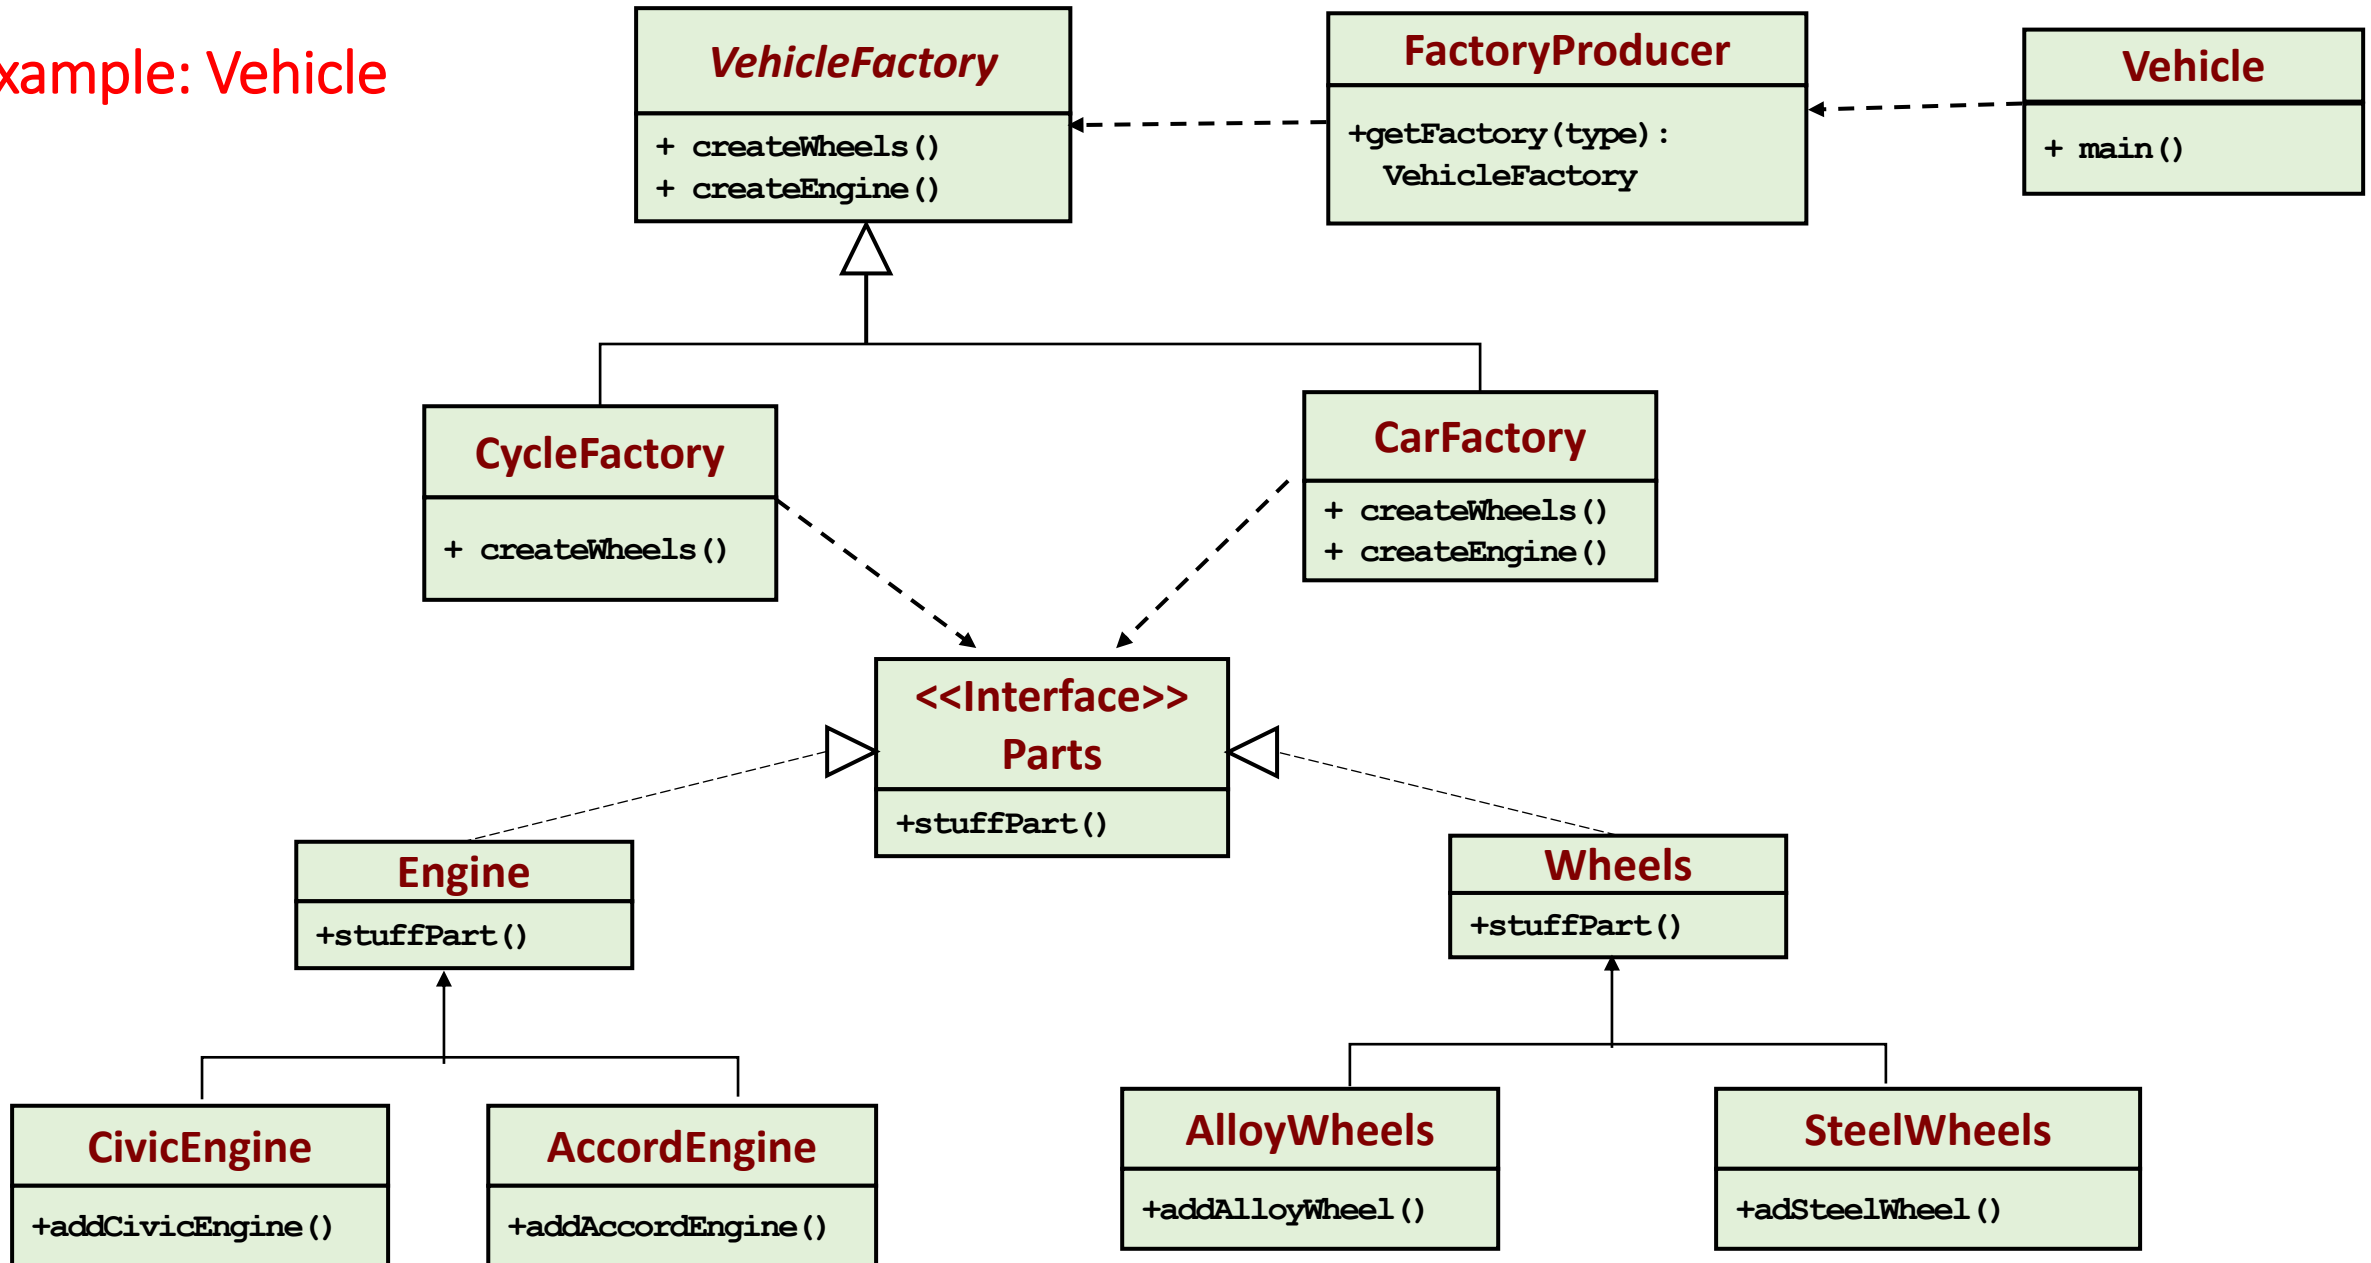 xample: Vehicle
VehicleFactory
+ createWheels()
+ createEngine()
FactoryProducer
+getFactory(type):
VehicleFactory
Vehicle
+ main()
CycleFactory
+ createWheels()
CarFactory
+ createWheels()
+ createEngine()
<<Interface>>
Parts
+stuffPart()
Engine
+stuffPart()
Wheels
+stuffPart()
CivicEngine
+addCivicEngine()
AccordEngine
+addAccordEngine()
AlloyWheels
+addAlloyWheel()
SteelWheels
+adSteelWheel()